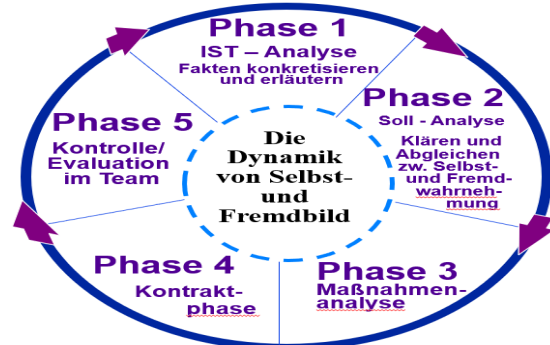 Phase 1
IST – Analyse
Fakten konkretisieren
und erläutern
Phase 2
Soll - Analyse
Klären und
Abgleichen
zw. Selbst-
und Fremd-
wahrneh-
mung
Phase 3
Maßnahmen-
analyse
Phase 4
Kontrakt-
phase
Phase 5
Kontrolle/
Evaluation
im Team
Die
Dynamik
von Selbst-
und
Fremdbild